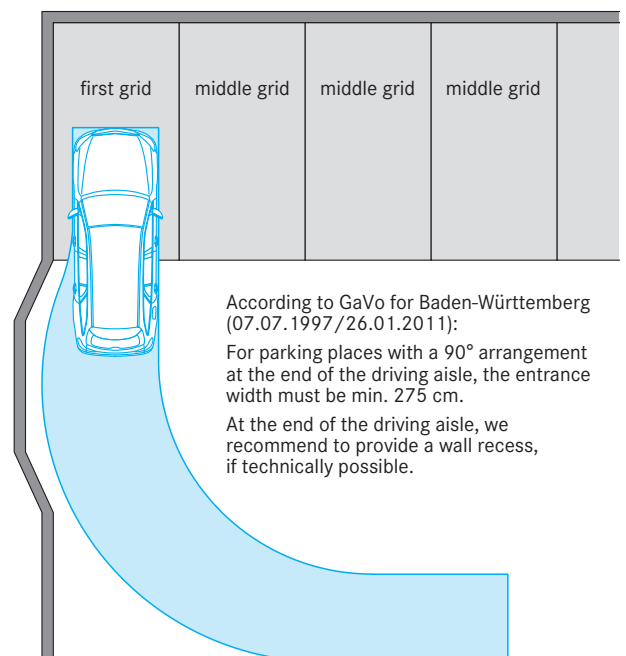 first grid
middle grid
middle grid
middle grid
According to GaVo for Baden-Württemberg
(07.07.1997/26.01.2011):
For parking places with a 90° arrangement
at the end of the driving aisle, the entrance
width must be min. 275 cm.
At the end of the driving aisle, we
recommend to provide a wall recess,
if technically possible.